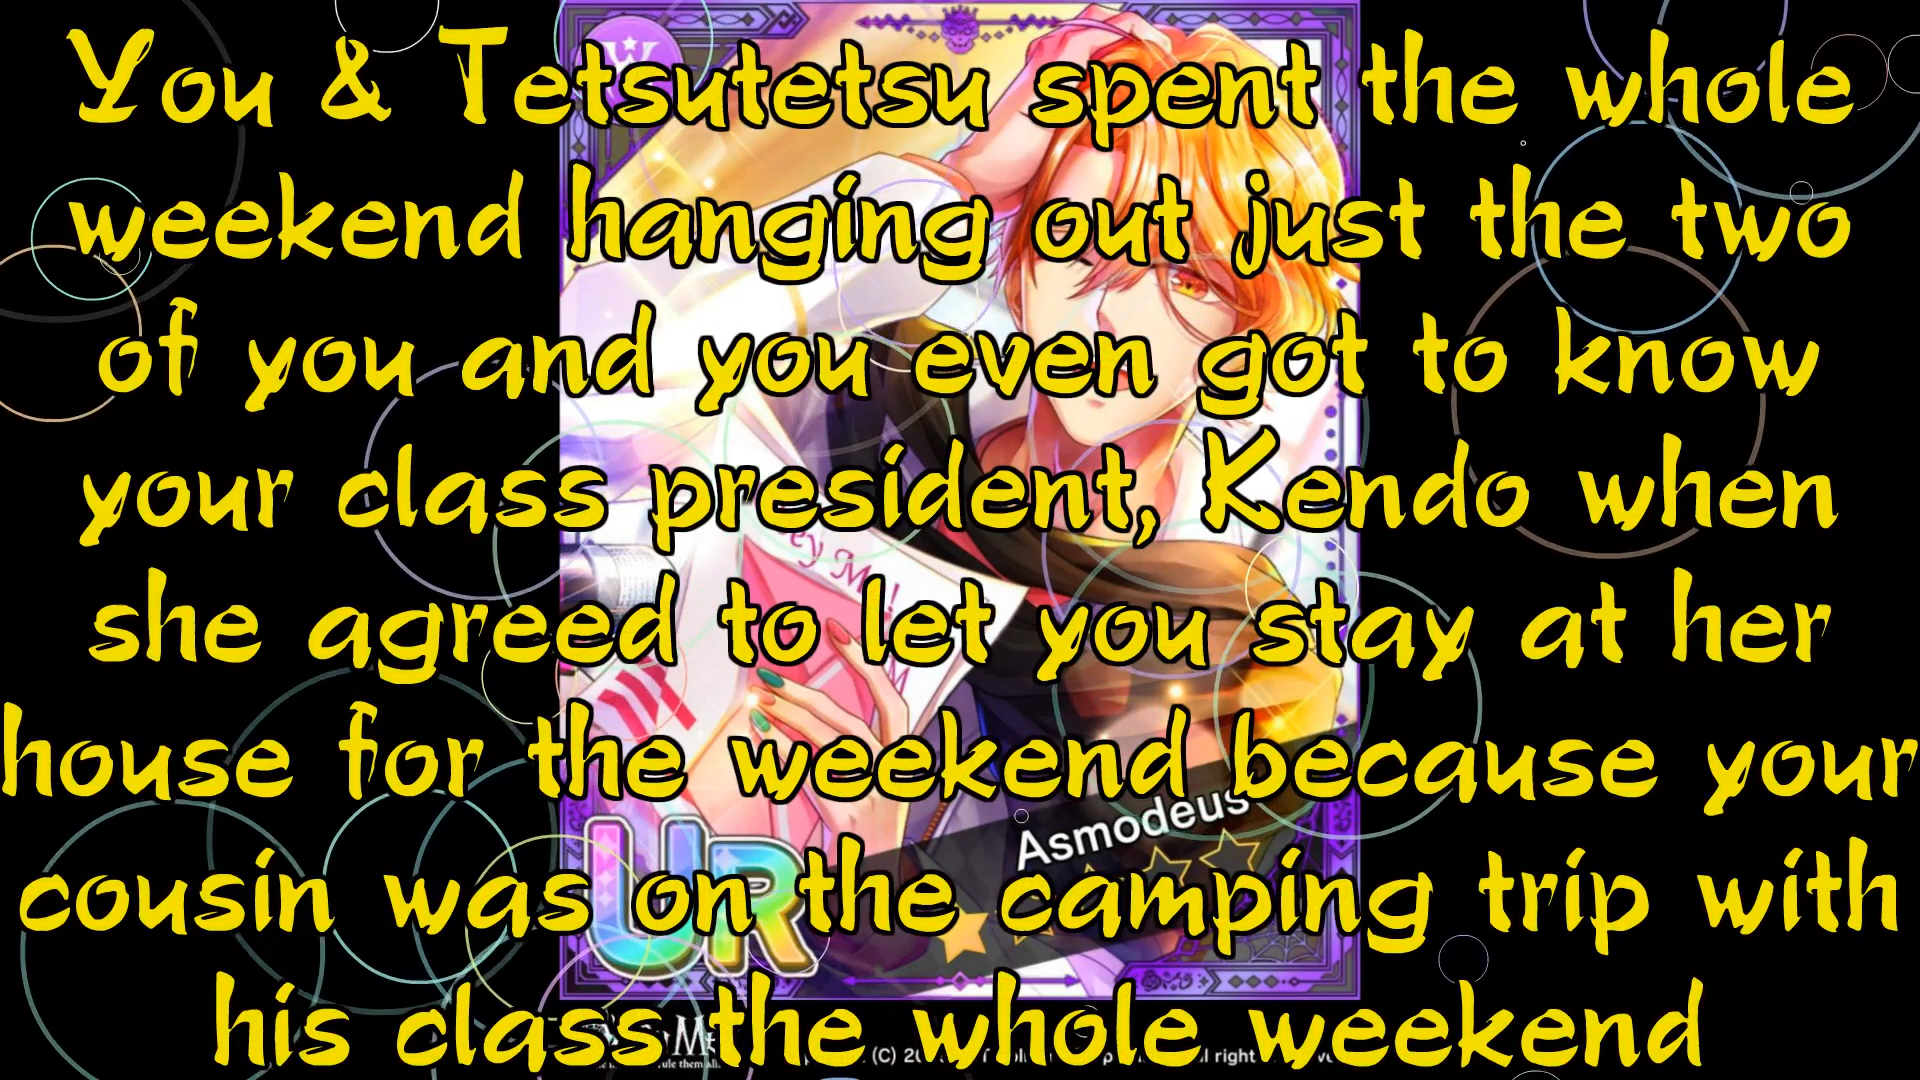 You & Tetsutetsu spent the whole
weekend hanging out just the two
of you and you even got to know
your class president, Kendo when
she agreed to let you stay at her
house for the weekend because your
cousin was on the camping trip with
his class the whole weekend
Asmodeus
UR